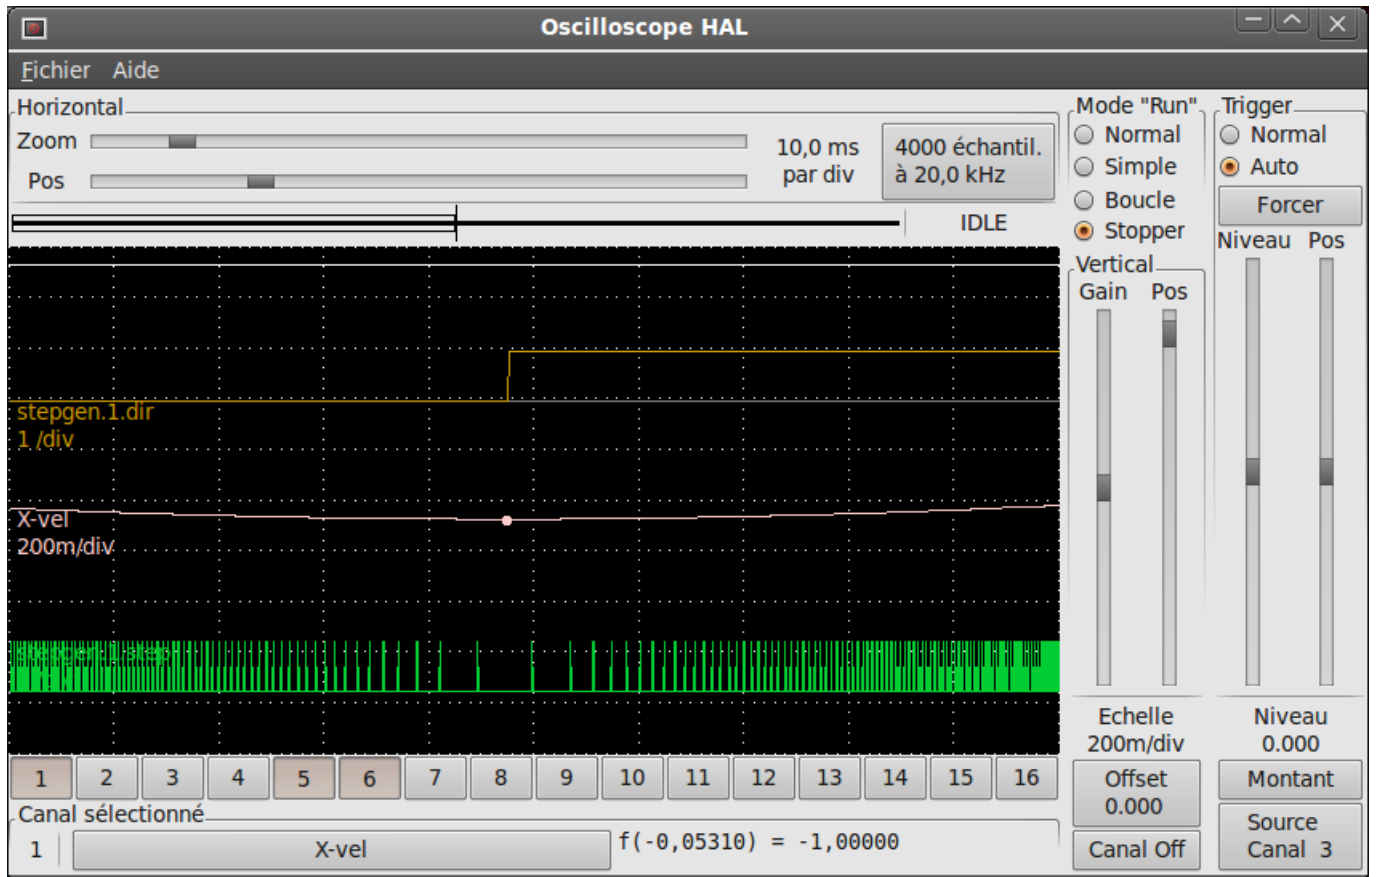 Oscilloscope HAL
Fichier Aide
Horizontal
Zoom
Pos
10,0 ms
par div
4000 échantil.
à 20,0 kHz
IDLE
Mode "Run"
Normal
Simple
Boucle
Stopper
Trigger
Normal
Auto
Forcer
Niveau Pos
Vertical
Gain Pos
stepgen.1.dir
1 /div
X-vel
200m/div
stepgen.1.step
Echelle
200m/div
Offset
0.000
Canal Off
Niveau
0.000
Montant
Source
Canal 3
1 2 3 4 5 6 7 8 9 10 11 12 13 14 15 16
Canal sélectionné
1 X-vel f(-0,05310) = -1,00000